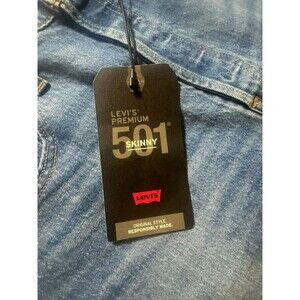 LEVI'S®
PREMIUM
501®
SKINNY
Levi's
ORIGINAL STYLE,
RESPONSIBLY MADE.